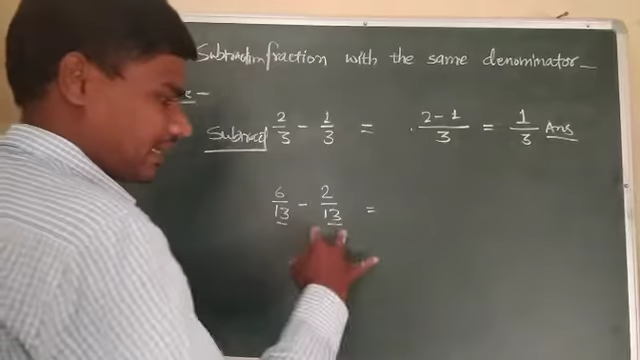 fraction with the same denominator
Subtract 2/3 - 1/3 = 2-1/3 = 1/3 Ans
6/13 - 2/13 =